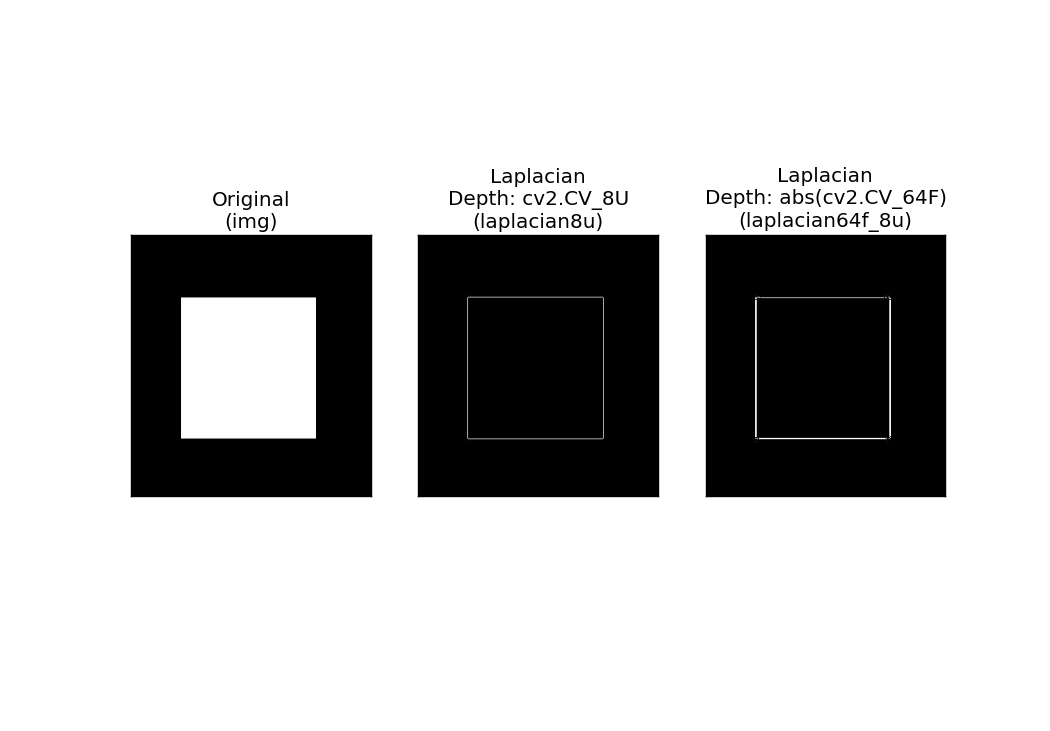 Original
(img)
Laplacian
Depth: cv2.CV_8U
(laplacian8u)
Laplacian
Depth: abs(cv2.CV_64F)
(laplacian64f_8u)